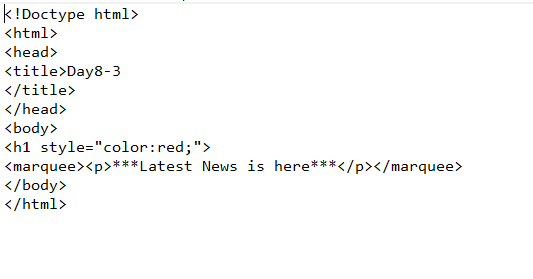 <!Doctype html>
<html>
<head>
<title>Day8-3
</title>
</head>
<body>
<h1 style="color:red;">
<marquee><p>***Latest News is here***</p></marquee>
</body>
</html>